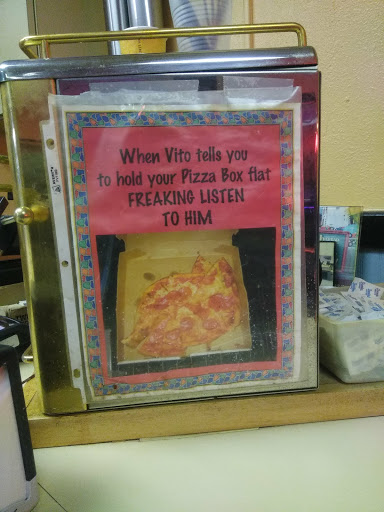 When Vito tells you
to hold your Pizza Box flat
FREAKING LISTEN
TO HIM